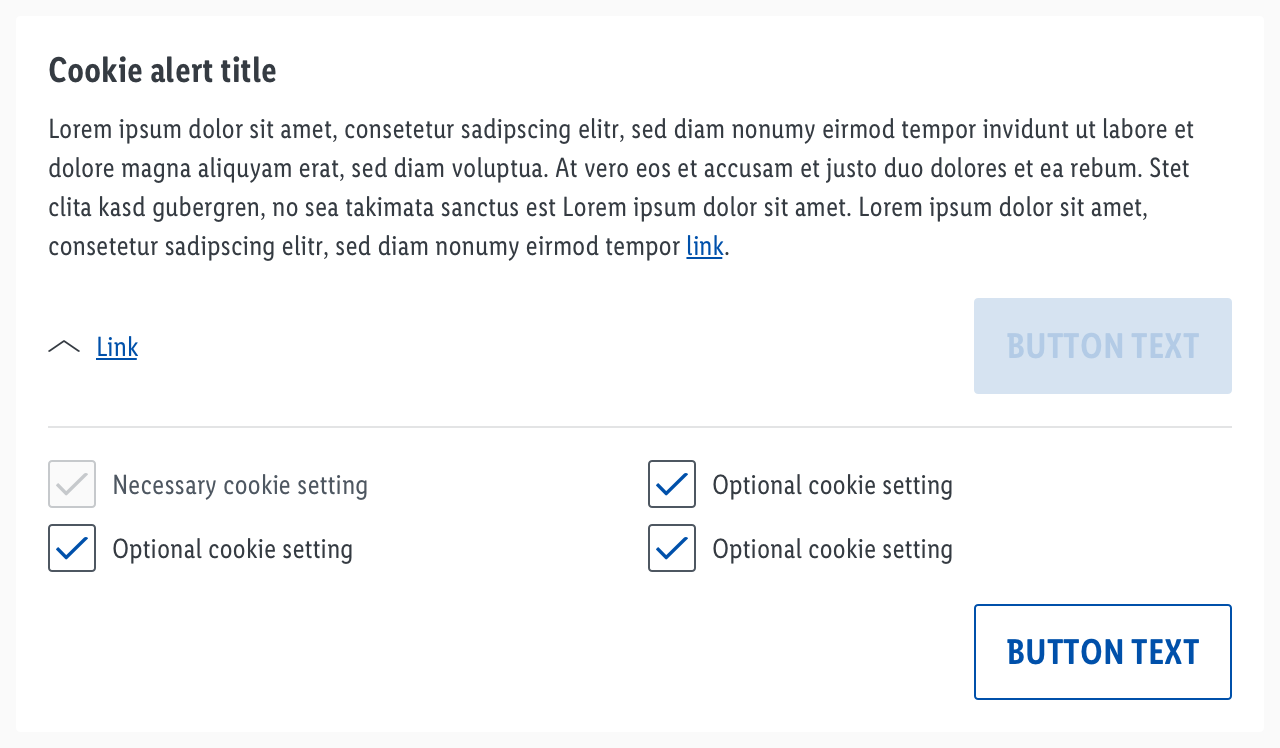 Cookie alert title
Lorem ipsum dolor sit amet, consetetur sadipscing elitr, sed diam nonumy eirmod tempor invidunt ut labore et
dolore magna aliquyam erat, sed diam voluptua. At vero eos et accusam et justo duo dolores et ea rebum. Stet
clita kasd gubergren, no sea takimata sanctus est Lorem ipsum dolor sit amet. Lorem ipsum dolor sit amet,
consetetur sadipscing elitr, sed diam nonumy eirmod tempor link.
Link
BUTTON TEXT
Necessary cookie setting
Optional cookie setting
Optional cookie setting
Optional cookie setting
BUTTON TEXT